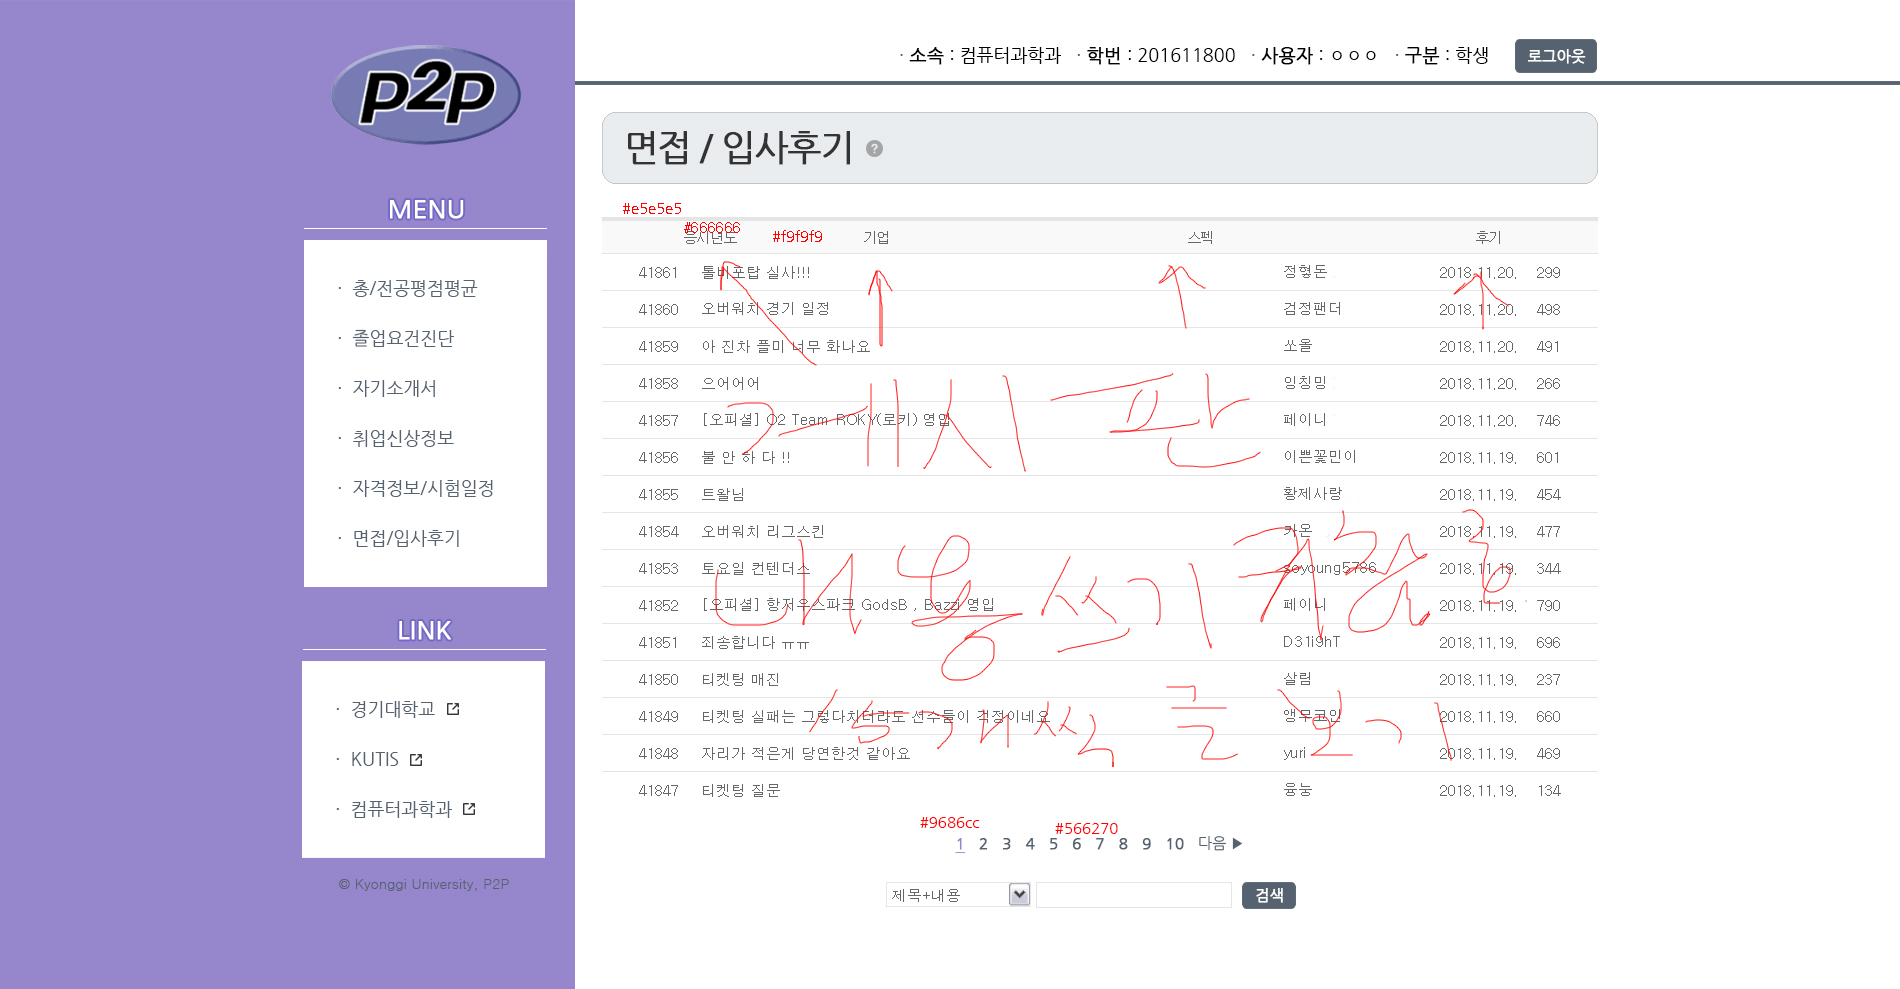 p2p
· 소속 : 컴퓨터과학과 · 학번 : 201611800 · 사용자 : ㅇㅇㅇ · 구분 : 학생 로그아웃
면접 / 입사후기 ?
MENU
· 총/전공평점평균
· 졸업요건진단
· 자기소개서
· 취업신상정보
· 자격정보/시험일정
· 면접/입사후기
LINK
· 경기대학교
· KUTIS
· 컴퓨터과학과
© Kyonggi University, P2P
#e5e5e5
#666666 #f9f9f9
응시년도 기업 스펙 후기
41861 톨비포탑 실사!!! 정형돈 2018.11.20. 299
41860 오버워치 경기 일정 검정팬더 2018.11.20. 498
41859 아 진차 플미 너무 화나요 쏘올 2018.11.20. 491
41858 으어어어 잉칭밍 2018.11.20. 266
41857 [오피셜] O2 Team ROKY(로키) 영입 페이니 2018.11.20. 746
41856 불 안 하 다 !! 이쁜꽃민이 2018.11.19. 601
41855 트왈님 황제사랑 2018.11.19. 454
41854 오버워치 리그스킨 카온 2018.11.19. 477
41853 토요일 컨텐더스 soyoung5786 2018.11.19. 344
41852 [오피셜] 항저우스파크 GodsB , Bazzi 영입 페이니 2018.11.19. 790
41851 죄송합니다 ㅠㅠ D31i9hT 2018.11.19. 696
41850 티켓팅 매진 살림 2018.11.19. 237
41849 티켓팅 실패는 그렇다치더라도 선수들이 걱정이네요 앵무코인 2018.11.19. 660
41848 자리가 적은게 당연한것 같아요 yuri 2018.11.19. 469
41847 티켓팅 질문 융눙 2018.11.19. 134
게시판
내용쓰기 가능
15개씩 글 보기
#9686cc #566270
1 2 3 4 5 6 7 8 9 10 다음 ▶
제목+내용 검색